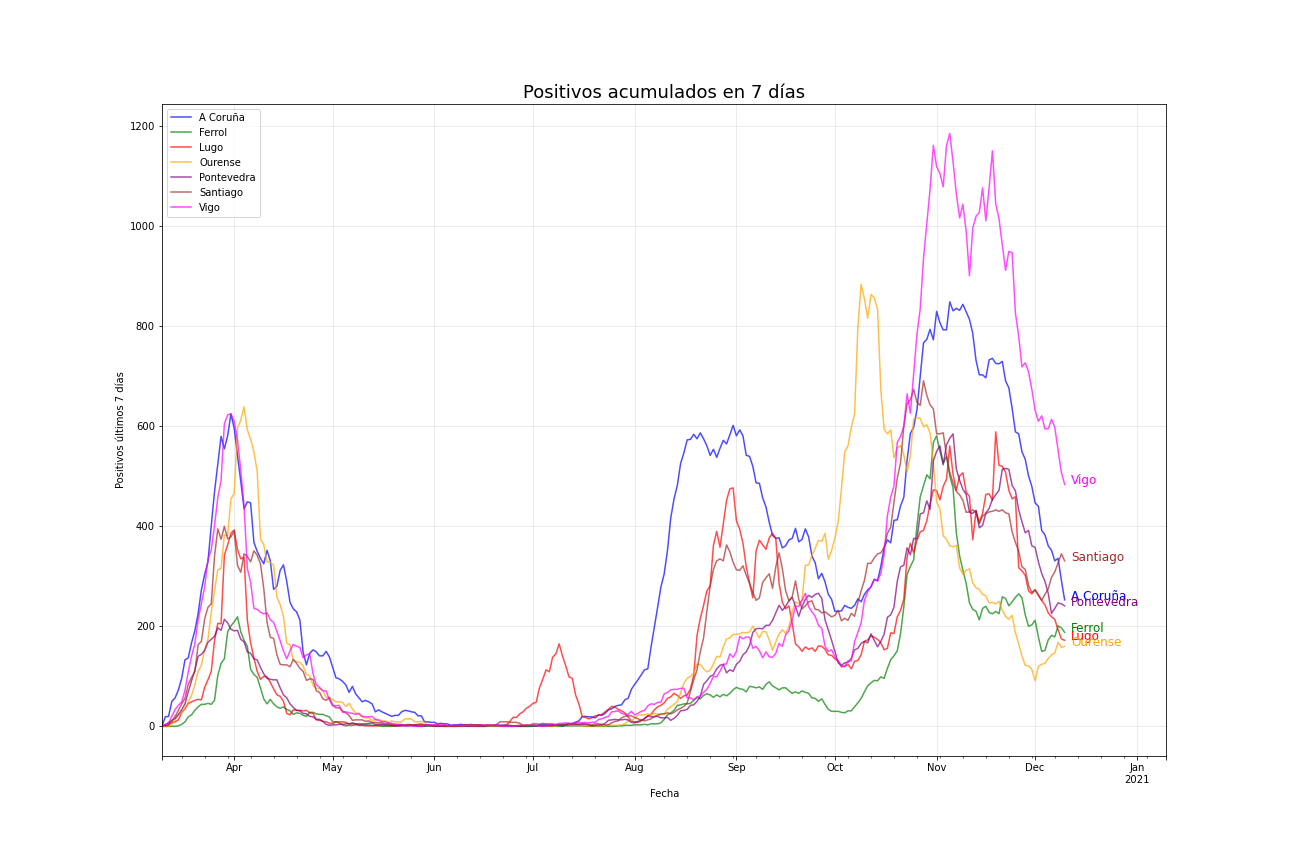 Positivos acumulados en 7 días
A Coruña
Ferrol
Lugo
Ourense
Pontevedra
Santiago
Vigo
1200
1000
800
600
400
200
0
Positivos últimos 7 días
Vigo
Santiago
A Coruña
Pontevedra
Ferrol
Lugo
Ourense
Apr May Jun Jul Aug Sep Oct Nov Dec Jan
2021
Fecha